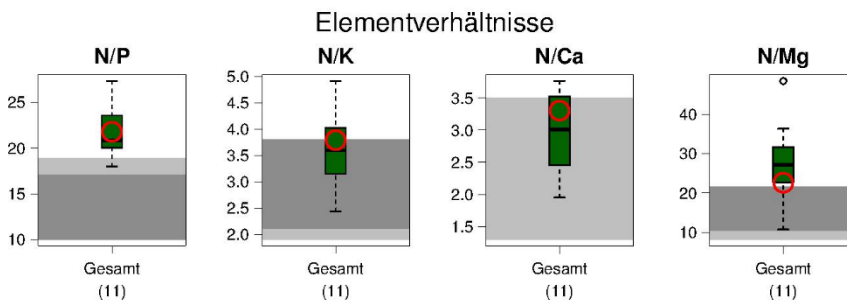 Elementverhältnisse
N/P
N/K
N/Ca
N/Mg
25
20
15
10
Gesamt
(11)
5.0
4.5
4.0
3.5
3.0
2.5
2.0
Gesamt
(11)
3.5
3.0
2.5
2.0
1.5
Gesamt
(11)
40
30
20
10
Gesamt
(11)